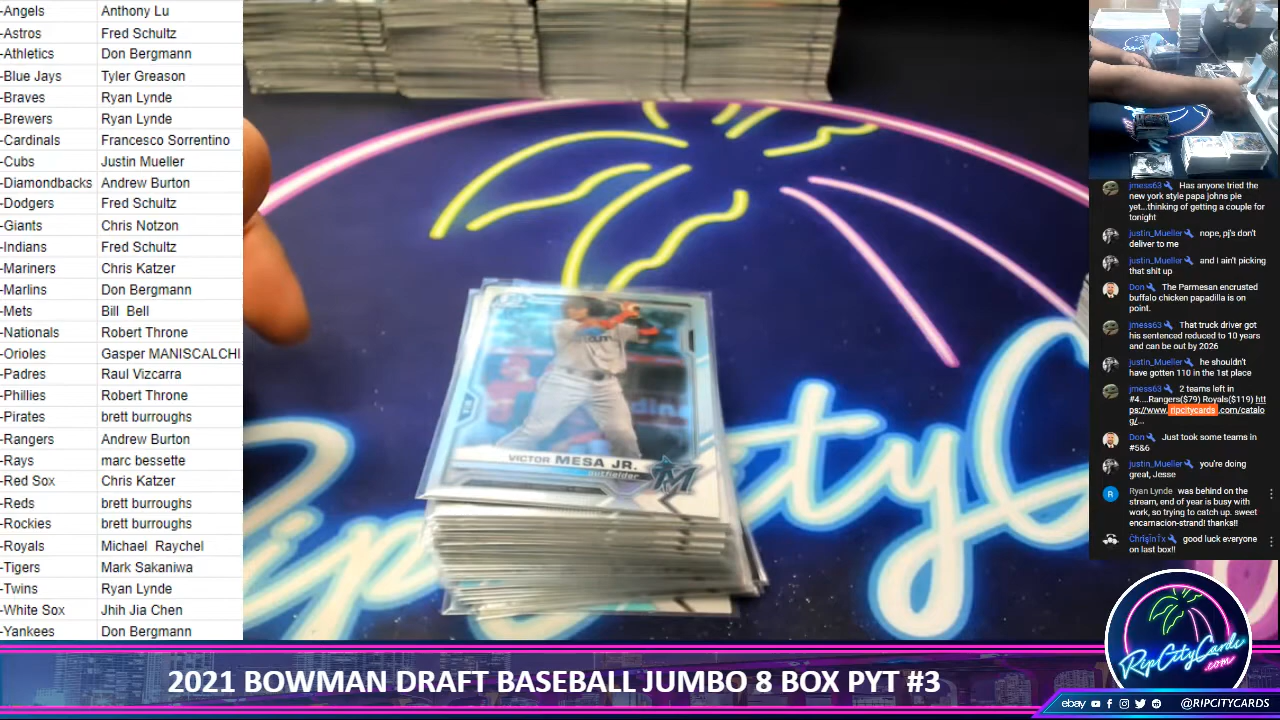 -Angels Anthony Lu
-Astros Fred Schultz
-Athletics Don Bergmann
-Blue Jays Tyler Greason
-Braves Ryan Lynde
-Brewers Ryan Lynde
-Cardinals Francesco Sorrentino
-Cubs Justin Mueller
-Diamondbacks Andrew Burton
-Dodgers Fred Schultz
-Giants Chris Notzon
-Indians Fred Schultz
-Mariners Chris Katzer
-Marlins Don Bergmann
-Mets Bill Bell
-Nationals Robert Throne
-Orioles Gasper MANISCALCHI
-Padres Raul Vizcarra
-Phillies Robert Throne
-Pirates brett burroughs
-Rangers Andrew Burton
-Rays marc bessette
-Red Sox Chris Katzer
-Reds brett burroughs
-Rockies brett burroughs
-Royals Michael Raychel
-Tigers Mark Sakaniwa
-Twins Ryan Lynde
-White Sox Jhih Jia Chen
-Yankees Don Bergmann
VICTOR MESA JR.
outfielder
M
RipCity
jmess63 Has anyone tried the
new york style papa johns pie
yet...thinking of getting a couple for
tonight
justin_Mueller nope, pj's don't
deliver to me
justin_Mueller and I ain't picking
that shit up
Don The Parmesan encrusted
buffalo chicken papadilla is on
point.
jmess63 That truck driver got
his sentenced reduced to 10 years
and can be out by 2026
justin_Mueller he shouldn't
have gotten 110 in the 1st place
jmess63 2 teams left in
#4....Rangers($79) Royals($119) htt
ps://www.ripcitycards.com/catalo
g/...
Don Just took some teams in
#5&6
justin_Mueller you're doing
great, Jesse
R Ryan Lynde was behind on the
stream, end of year is busy with
work, so trying to catch up. sweet
encarnacion-strand! thanks!!
ČhŕíşÍnŤx good luck everyone
on last box!!
RipCityCards
.com
2021 BOWMAN DRAFT BASEBALL JUMBO 8 BOX PYT #3
ebay @RIPCITYCARDS